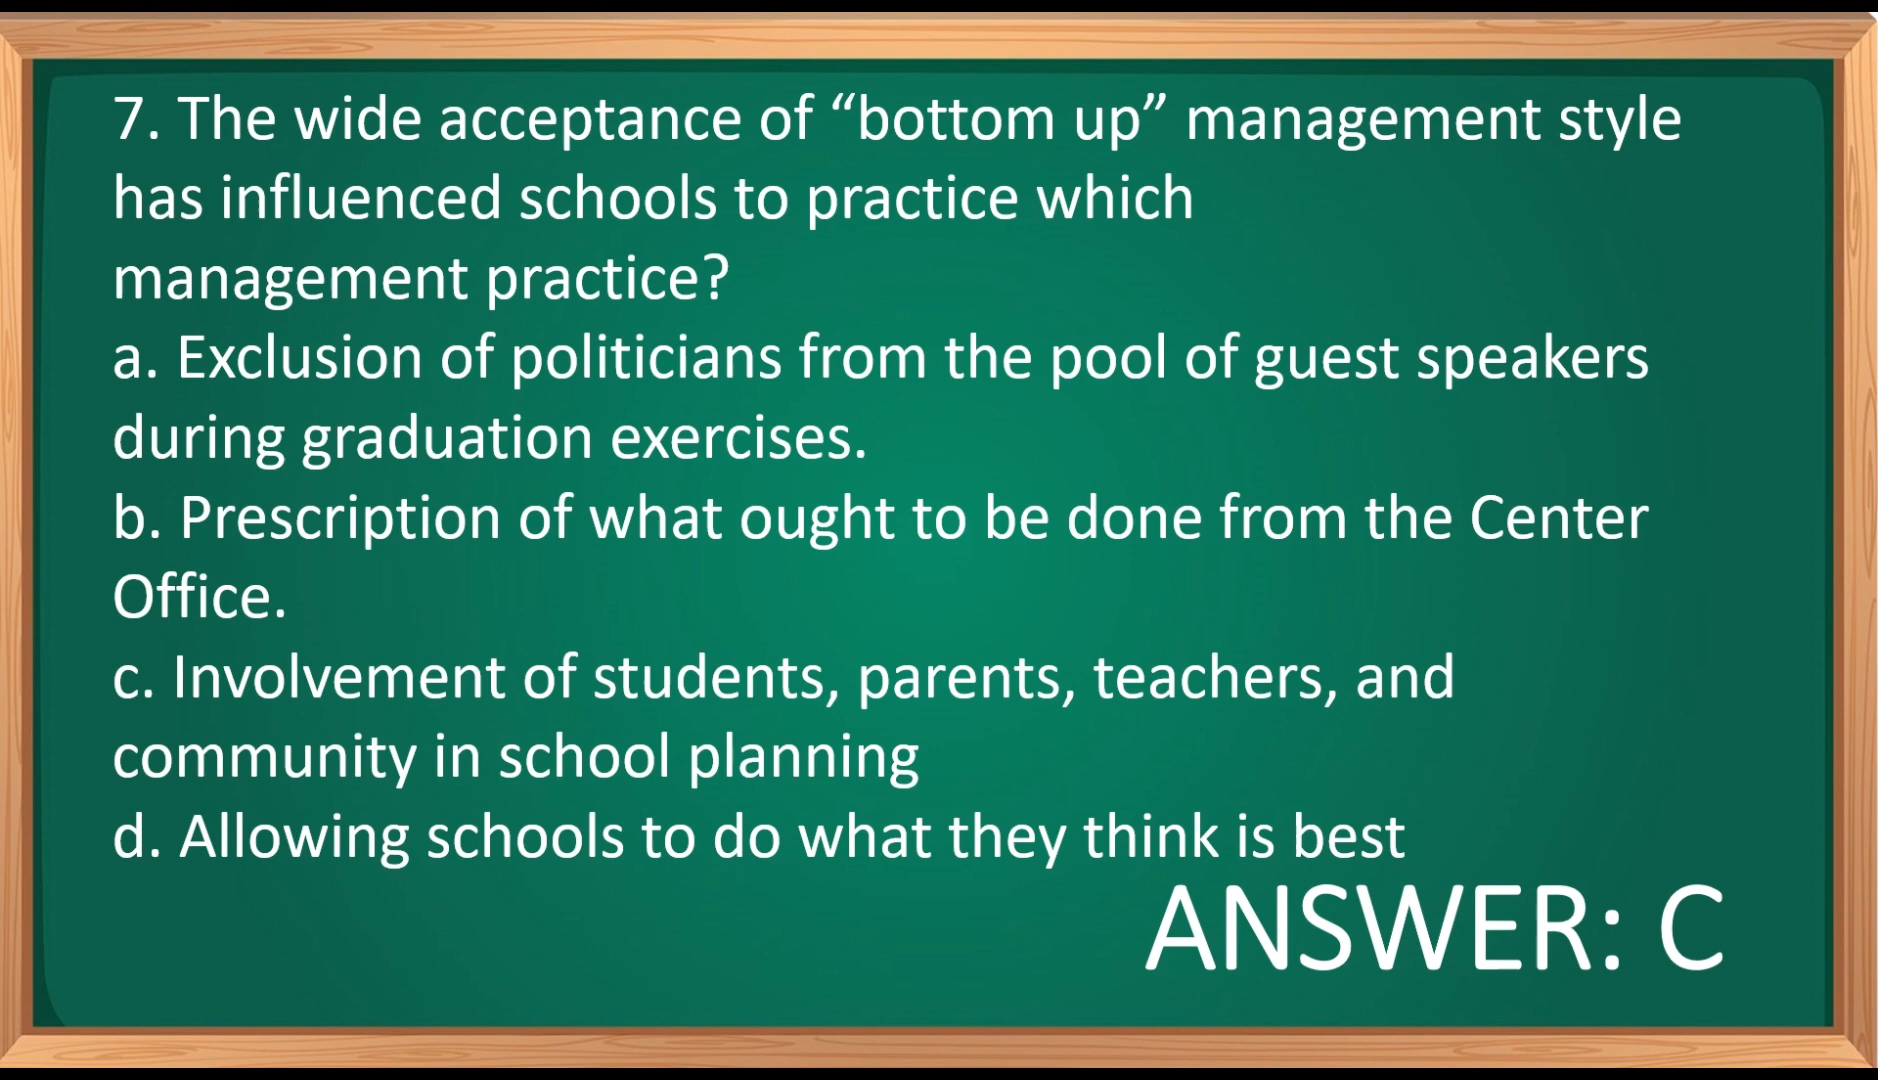 7. The wide acceptance of “bottom up” management style
has influenced schools to practice which
management practice?
a. Exclusion of politicians from the pool of guest speakers
during graduation exercises.
b. Prescription of what ought to be done from the Center
Office.
c. Involvement of students, parents, teachers, and
community in school planning
d. Allowing schools to do what they think is best
ANSWER: C